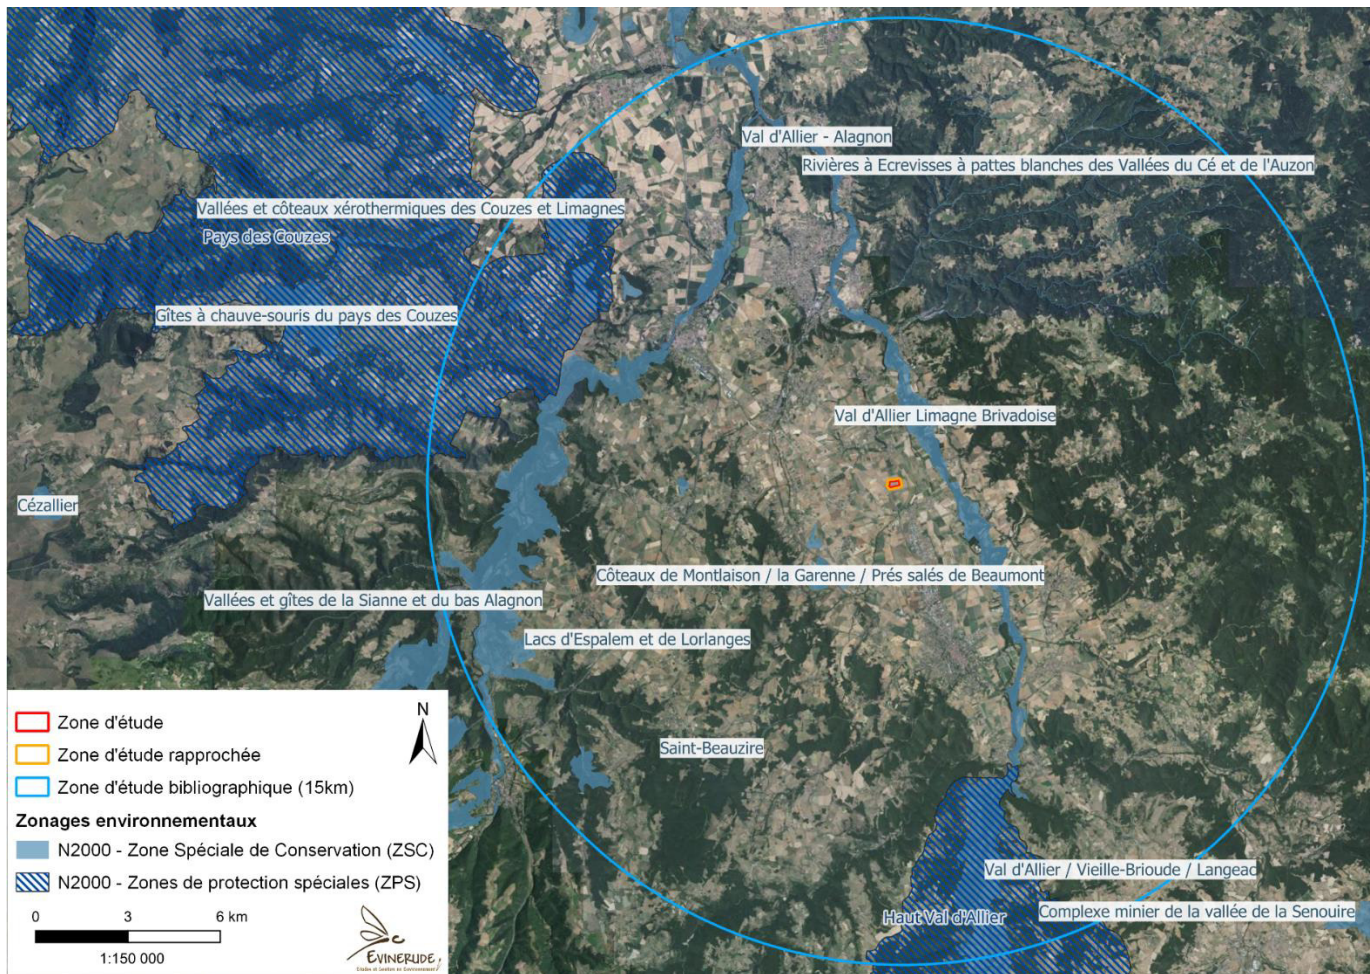 Val d'Allier - Alagnon
Rivières à Ecrevisses à pattes blanches des Vallées du Cé et de l'Auzon
Vallées et côteaux xérothermiques des Couzes et Limagnes
Pays des Couzes
Gîtes à chauve-souris du pays des Couzes
Val d'Allier Limagne Brivadoise
Cézallier
Côteaux de Montlaison / la Garenne / Prés salés de Beaumont
Vallées et gîtes de la Sianne et du bas Alagnon
Lacs d'Espalem et de Lorlanges
Saint-Beauzire
Val d'Allier / Vieille-Brioude / Langeac
Haut Val d'Allier
Complexe minier de la vallée de la Senouire
N
Zone d'étude
Zone d'étude rapprochée
Zone d'étude bibliographique (15km)
Zonages environnementaux
N2000 - Zone Spéciale de Conservation (ZSC)
N2000 - Zones de protection spéciales (ZPS)
0 3 6 km
1:150 000
EVINERUDE
Etudes et Gestion en Environnement